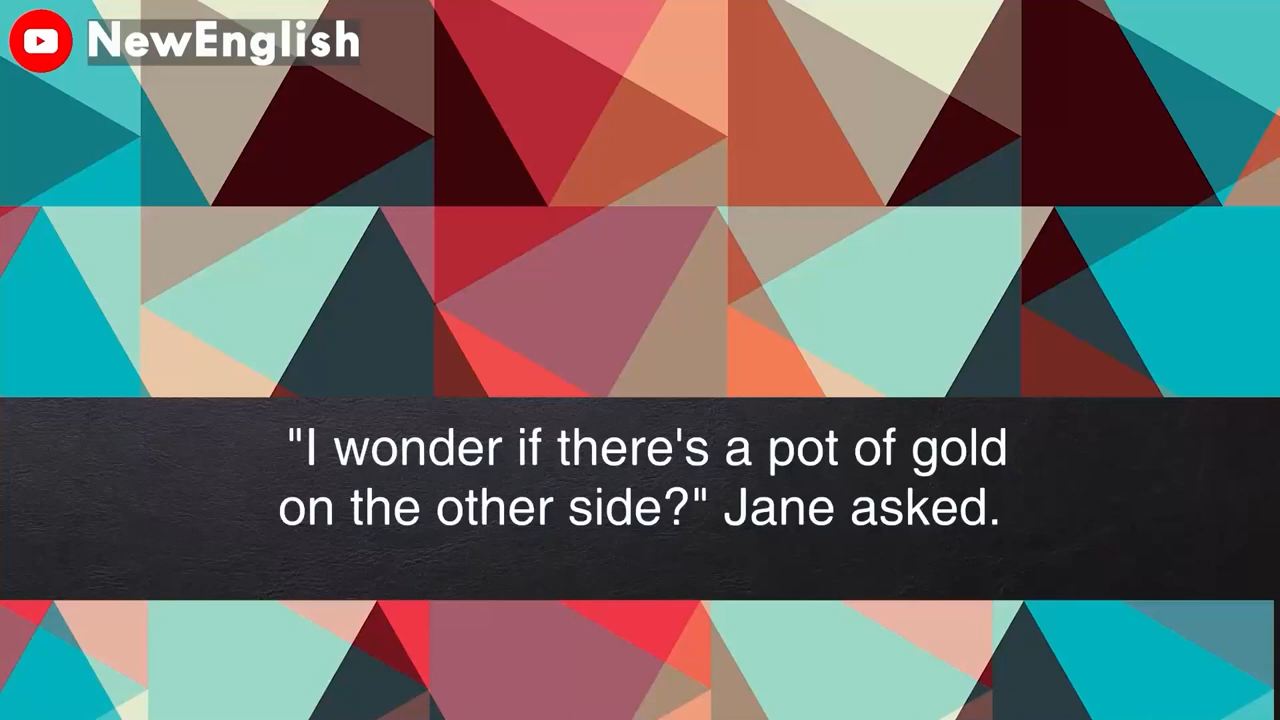 NewEnglish
"I wonder if there's a pot of gold
on the other side?" Jane asked.